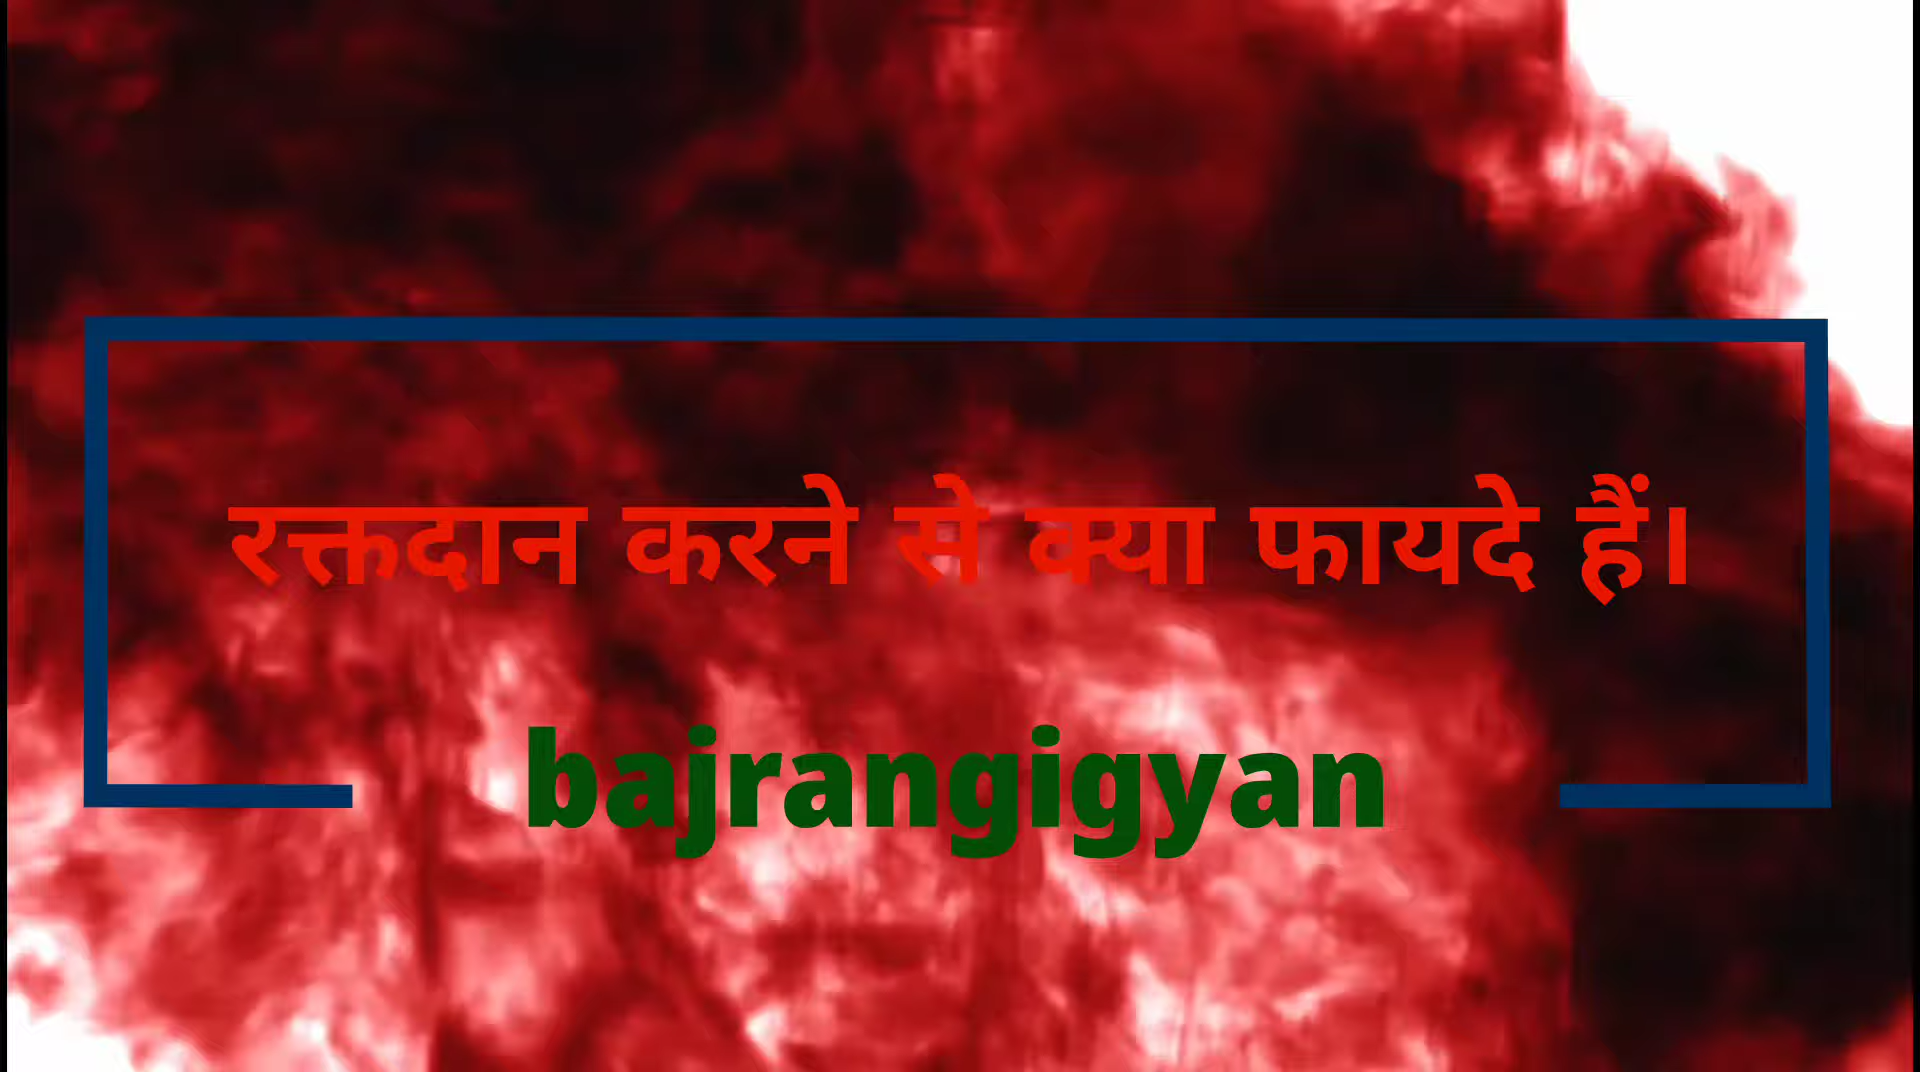 रक्तदान करने से क्या फायदे हैं।
bajrangigyan